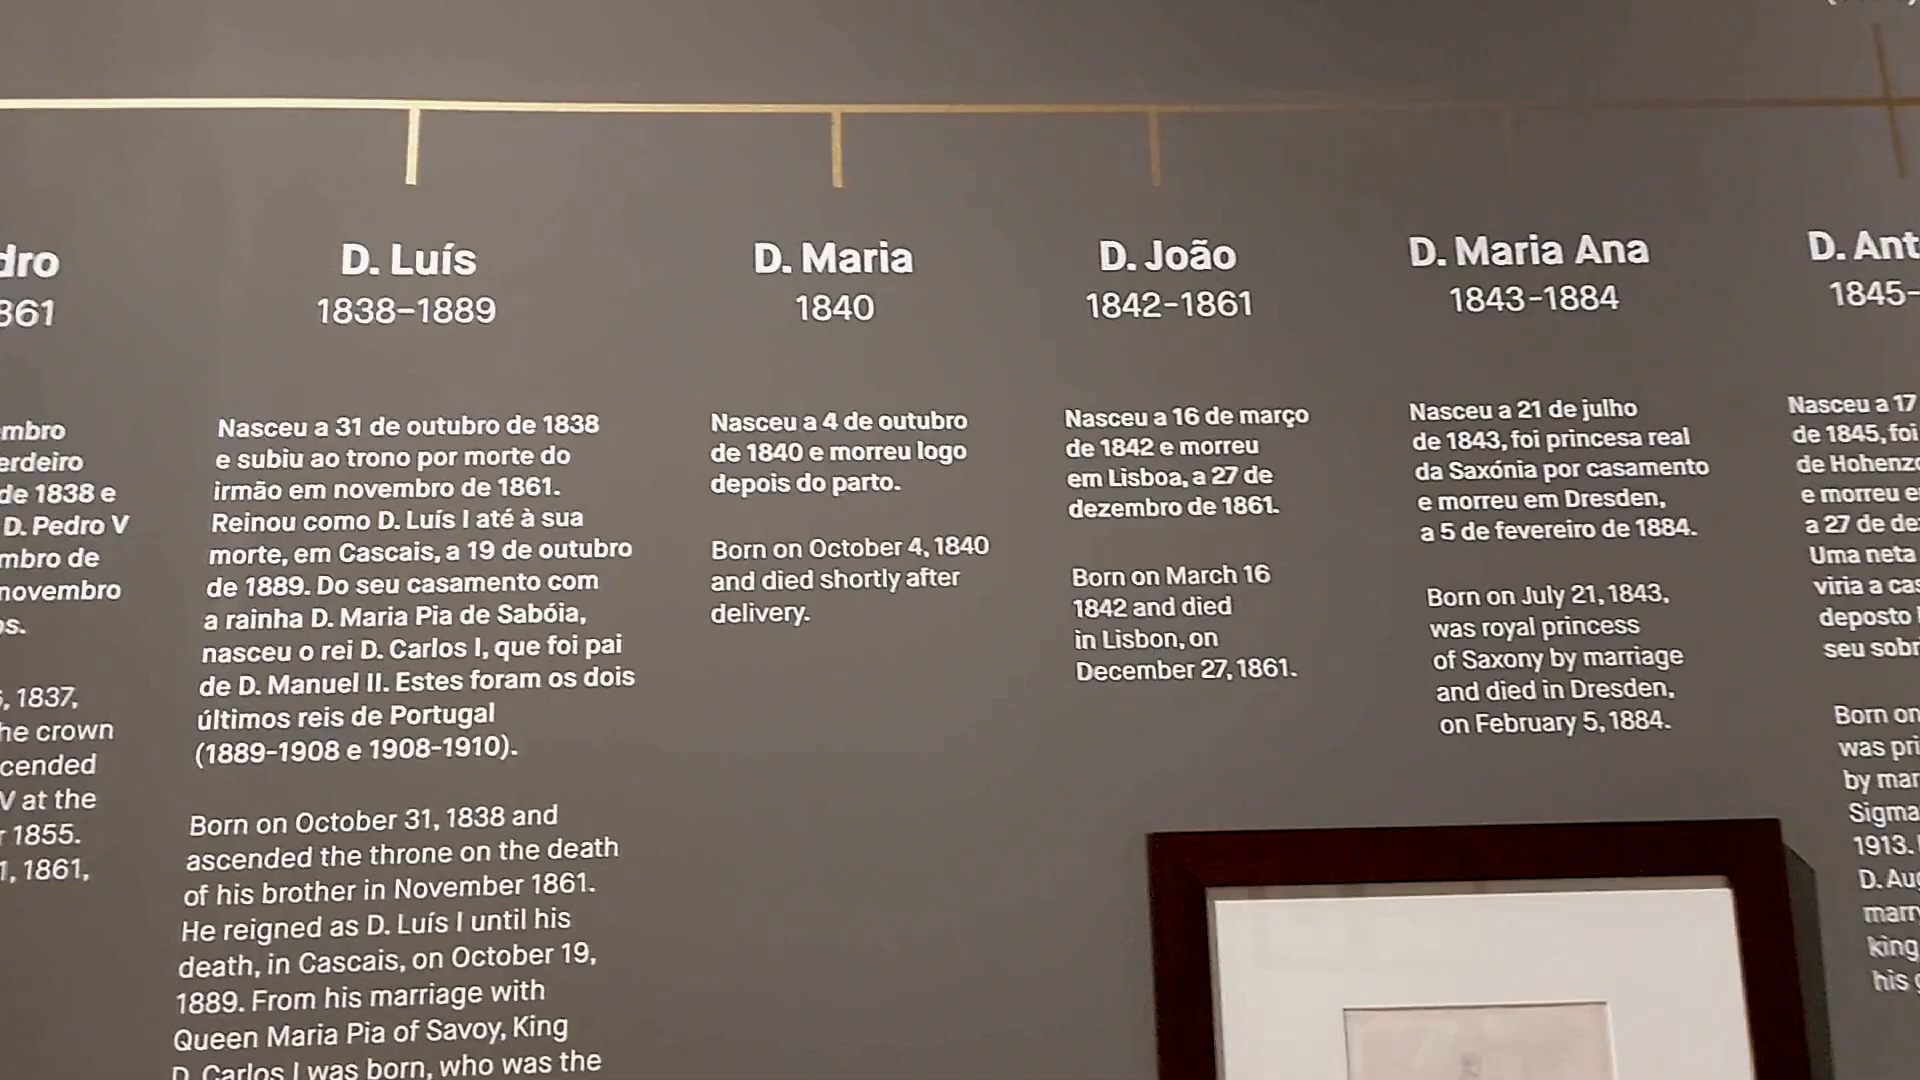 dro
861
mbro
erdeiro
de 1838 e
D. Pedro V
mbro de
novembro
os.
, 1837,
he crown
cended
V at the
1855.
1, 1861,
D. Luís
1838–1889
Nasceu a 31 de outubro de 1838
e subiu ao trono por morte do
irmão em novembro de 1861.
Reinou como D. Luís I até à sua
morte, em Cascais, a 19 de outubro
de 1889. Do seu casamento com
a rainha D. Maria Pia de Sabóia,
nasceu o rei D. Carlos I, que foi pai
de D. Manuel II. Estes foram os dois
últimos reis de Portugal
(1889-1908 e 1908-1910).
Born on October 31, 1838 and
ascended the throne on the death
of his brother in November 1861.
He reigned as D. Luís I until his
death, in Cascais, on October 19,
1889. From his marriage with
Queen Maria Pia of Savoy, King
D. Carlos I was born, who was the
D. Maria
1840
Nasceu a 4 de outubro
de 1840 e morreu logo
depois do parto.
Born on October 4, 1840
and died shortly after
delivery.
D. João
1842-1861
Nasceu a 16 de março
de 1842 e morreu
em Lisboa, a 27 de
dezembro de 1861.
Born on March 16
1842 and died
in Lisbon, on
December 27, 1861.
D. Maria Ana
1843-1884
Nasceu a 21 de julho
de 1843, foi princesa real
da Saxónia por casamento
e morreu em Dresden,
a 5 de fevereiro de 1884.
Born on July 21, 1843,
was royal princess
of Saxony by marriage
and died in Dresden,
on February 5, 1884.
D. Ant
1845-
Nasceu a 17
de 1845, foi
de Hohenzo
e morreu e
a 27 de de
Uma neta
viria a cas
deposto
seu sobr
Born on
was pri
by mar
Sigma
1913.
D. Aug
marr
king
his